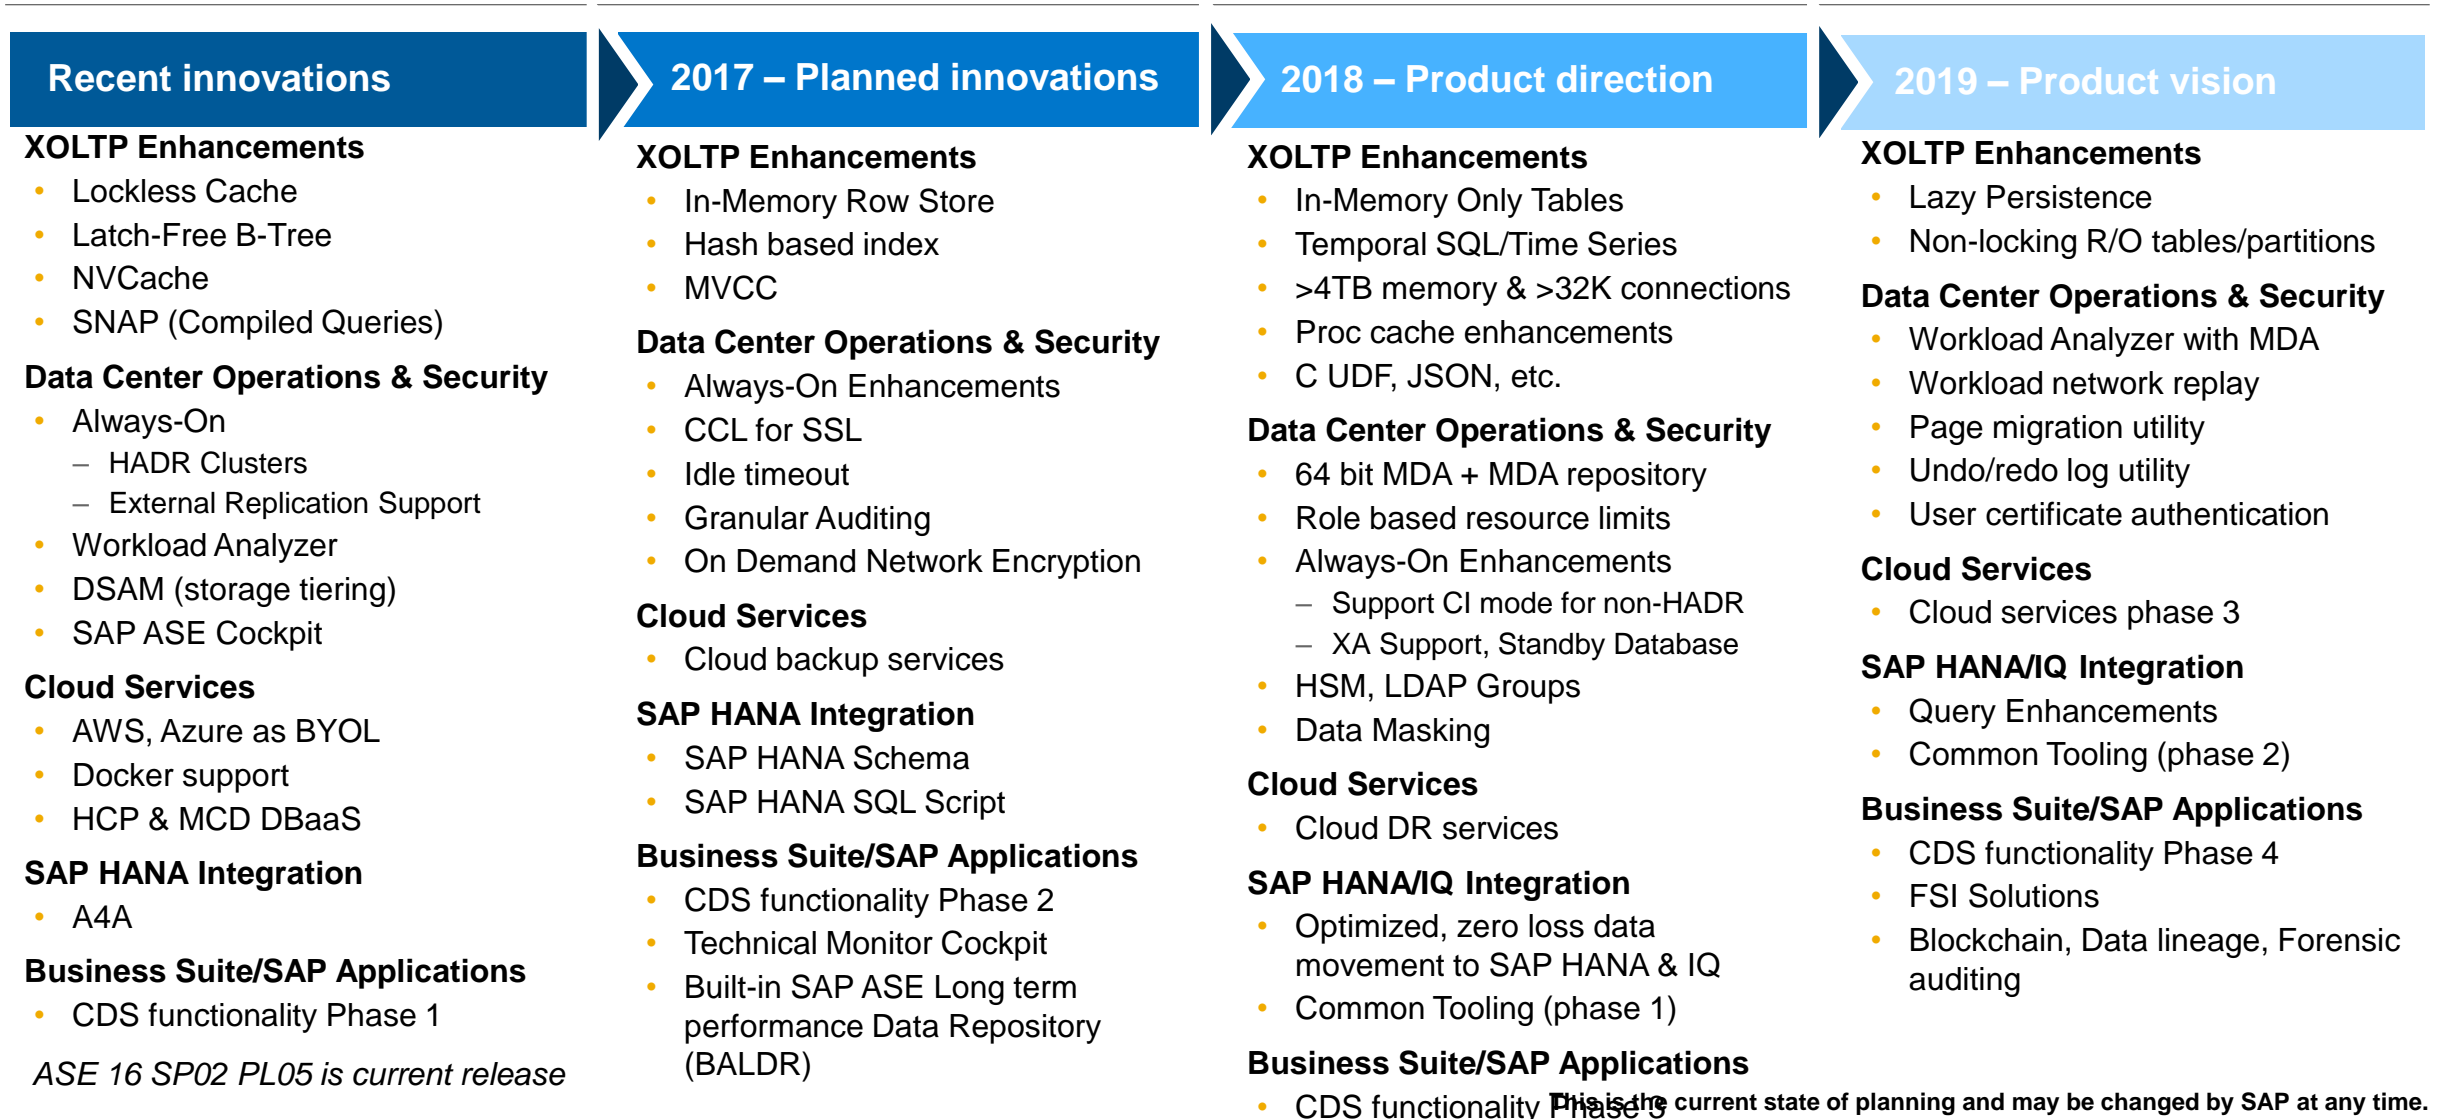 Recent innovations
XOLTP Enhancements
• Lockless Cache
• Latch-Free B-Tree
• NVCache
• SNAP (Compiled Queries)
Data Center Operations & Security
• Always-On
– HADR Clusters
– External Replication Support
• Workload Analyzer
• DSAM (storage tiering)
• SAP ASE Cockpit
Cloud Services
• AWS, Azure as BYOL
• Docker support
• HCP & MCD DBaaS
SAP HANA Integration
• A4A
Business Suite/SAP Applications
• CDS functionality Phase 1
ASE 16 SP02 PL05 is current release
2017 – Planned innovations
XOLTP Enhancements
• In-Memory Row Store
• Hash based index
• MVCC
Data Center Operations & Security
• Always-On Enhancements
• CCL for SSL
• Idle timeout
• Granular Auditing
• On Demand Network Encryption
Cloud Services
• Cloud backup services
SAP HANA Integration
• SAP HANA Schema
• SAP HANA SQL Script
Business Suite/SAP Applications
• CDS functionality Phase 2
• Technical Monitor Cockpit
• Built-in SAP ASE Long term
performance Data Repository
(BALDR)
2018 – Product direction
XOLTP Enhancements
• In-Memory Only Tables
• Temporal SQL/Time Series
• >4TB memory & >32K connections
• Proc cache enhancements
• C UDF, JSON, etc.
Data Center Operations & Security
• 64 bit MDA + MDA repository
• Role based resource limits
• Always-On Enhancements
– Support CI mode for non-HADR
– XA Support, Standby Database
• HSM, LDAP Groups
• Data Masking
Cloud Services
• Cloud DR services
SAP HANA/IQ Integration
• Optimized, zero loss data
movement to SAP HANA & IQ
• Common Tooling (phase 1)
Business Suite/SAP Applications
• CDS functionality Phase 3
2019 – Product vision
XOLTP Enhancements
• Lazy Persistence
• Non-locking R/O tables/partitions
Data Center Operations & Security
• Workload Analyzer with MDA
• Workload network replay
• Page migration utility
• Undo/redo log utility
• User certificate authentication
Cloud Services
• Cloud services phase 3
SAP HANA/IQ Integration
• Query Enhancements
• Common Tooling (phase 2)
Business Suite/SAP Applications
• CDS functionality Phase 4
• FSI Solutions
• Blockchain, Data lineage, Forensic
auditing
This is the current state of planning and may be changed by SAP at any time.